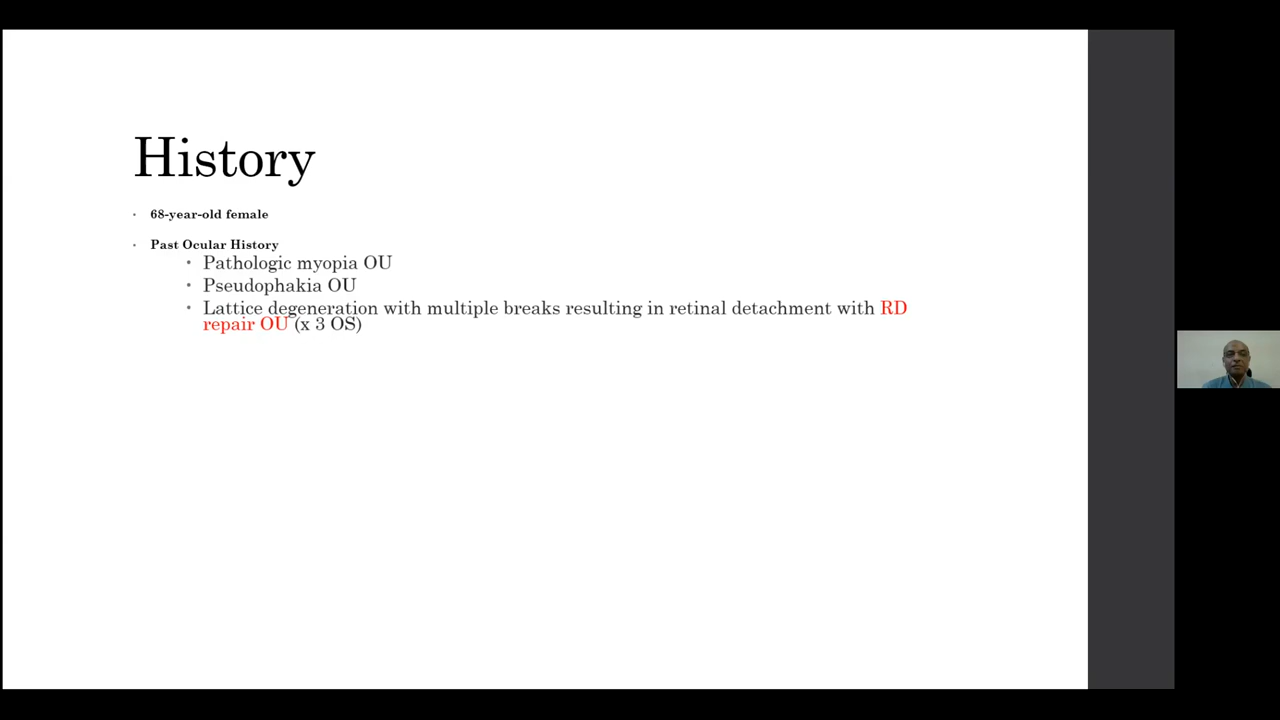 History
• 68-year-old female
• Past Ocular History
• Pathologic myopia OU
• Pseudophakia OU
• Lattice degeneration with multiple breaks resulting in retinal detachment with RD
repair OU (x 3 OS)